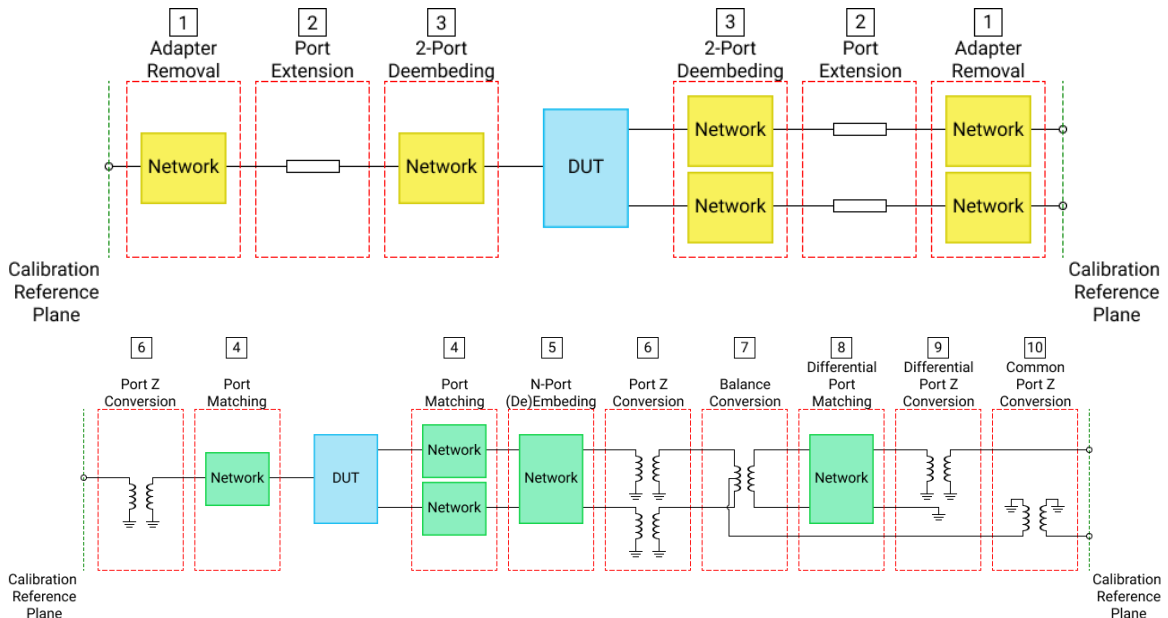 1
2
3
3
2
1
Adapter
Removal
Port
Extension
2-Port
Deembeding
2-Port
Deembeding
Port
Extension
Adapter
Removal
Network
Network
DUT
Network
Network
Network
Network
Calibration
Reference
Plane
Calibration
Reference
Plane
6
4
4
5
6
7
8
9
10
Port Z
Conversion
Port
Matching
Port
Matching
N-Port
(De)Embeding
Port Z
Conversion
Balance
Conversion
Differential
Port
Matching
Differential
Port Z
Conversion
Common
Port Z
Conversion
Network
DUT
Network
Network
Network
Network
Calibration
Reference
Plane
Calibration
Reference
Plane